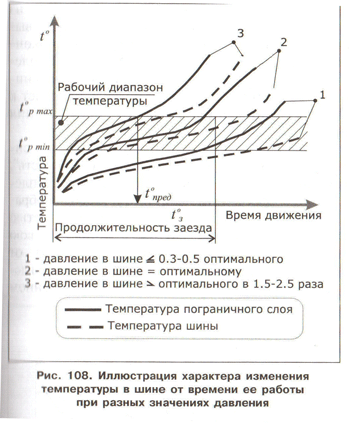 t°
3
2
Рабочий диапазон
температуры
t°р max
1
t°р min
Температура
t°пред
t°з
Время движения
Продолжительность заезда
1 - давление в шине ⩽ 0.3-0.5 оптимального
2 - давление в шине = оптимальному
3 - давление в шине ⩾ оптимального в 1.5-2.5 раза
Температура пограничного слоя
Температура шины
Рис. 108. Иллюстрация характера изменения
температуры в шине от времени ее работы
при разных значениях давления